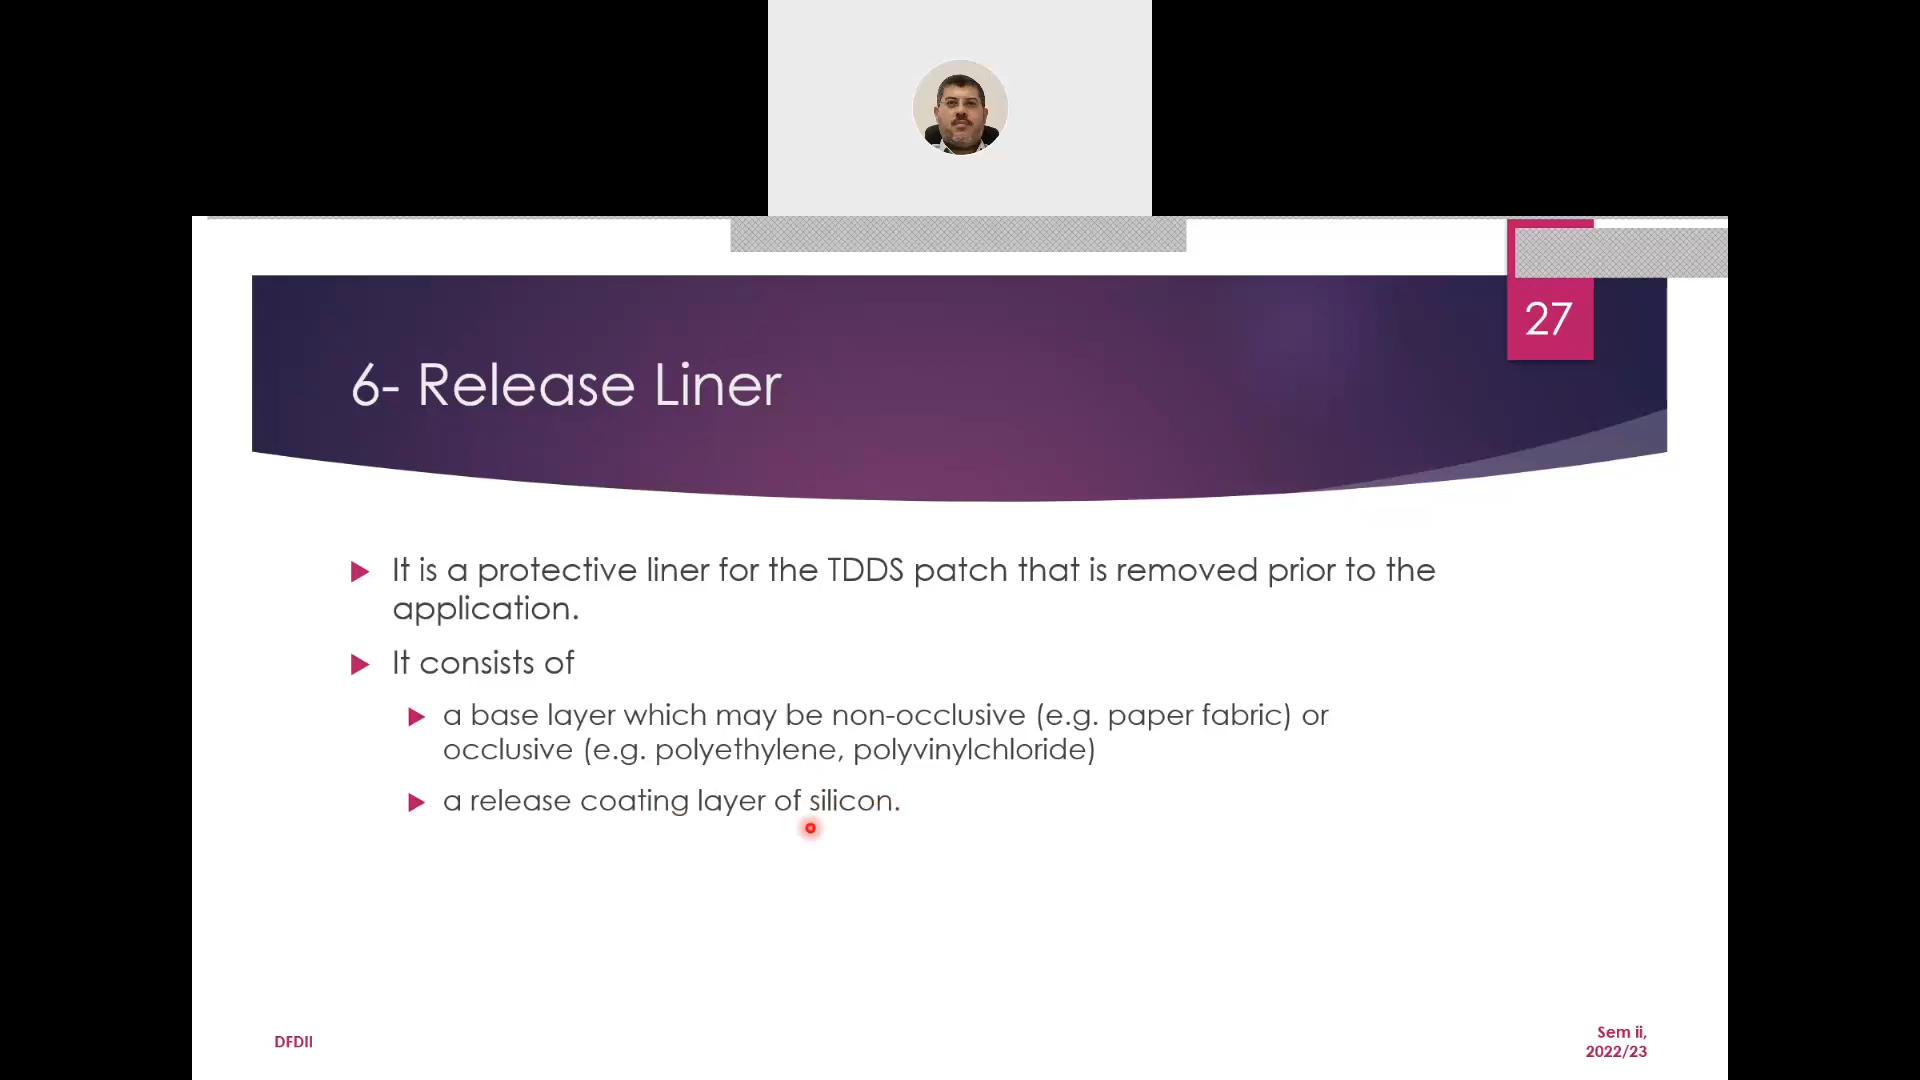 27
6- Release Liner
It is a protective liner for the TDDS patch that is removed prior to the
application.
It consists of
a base layer which may be non-occlusive (e.g. paper fabric) or
occlusive (e.g. polyethylene, polyvinylchloride)
a release coating layer of silicon.
DFDII
Sem ii,
2022/23